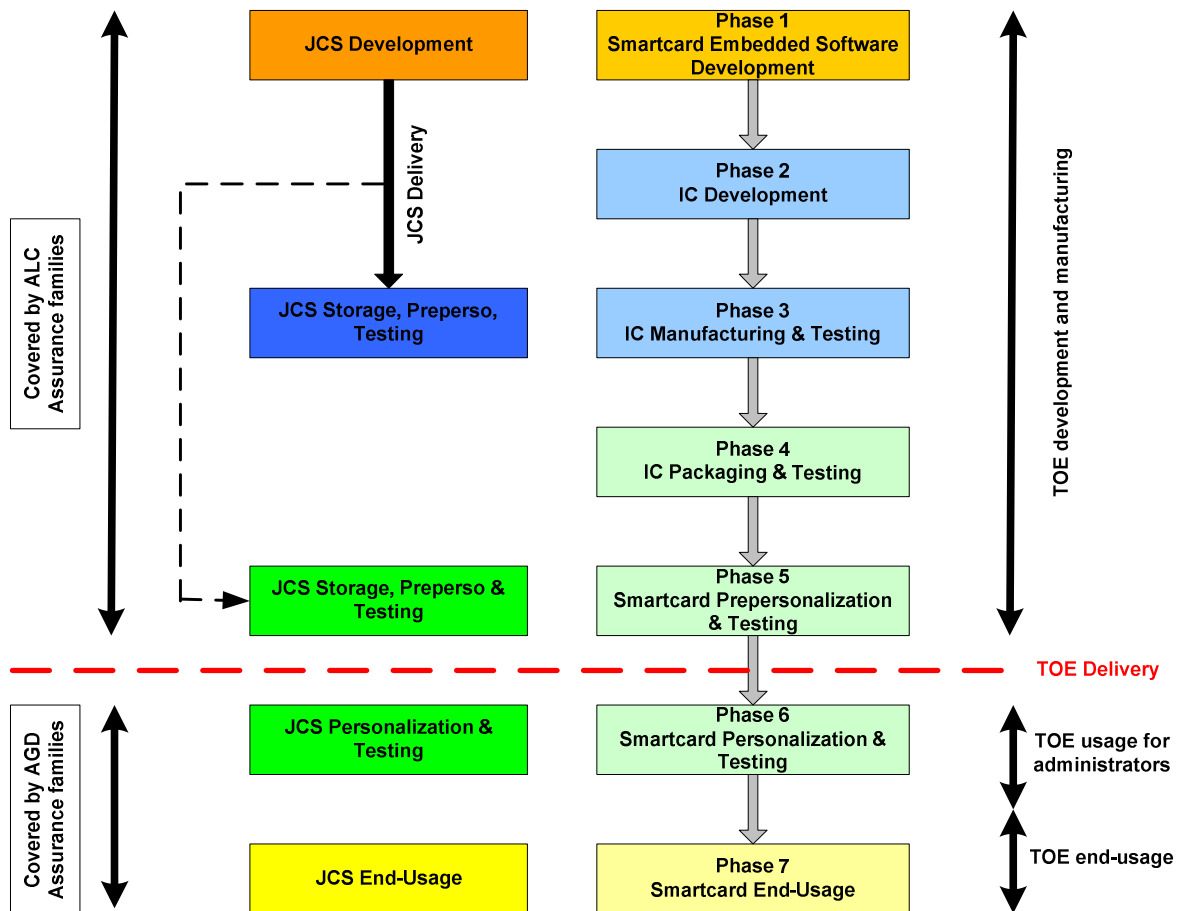 JCS Development
Phase 1
Smartcard Embedded Software
Development
JCS Delivery
Phase 2
IC Development
Covered by ALC
Assurance families
TOE development and manufacturing
JCS Storage, Preperso,
Testing
Phase 3
IC Manufacturing & Testing
Phase 4
IC Packaging & Testing
JCS Storage, Preperso &
Testing
Phase 5
Smartcard Prepersonalization
& Testing
TOE Delivery
Covered by AGD
Assurance families
JCS Personalization &
Testing
Phase 6
Smartcard Personalization &
Testing
TOE usage for
administrators
JCS End-Usage
Phase 7
Smartcard End-Usage
TOE end-usage